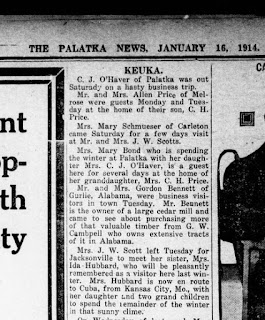 THE PALATKA NEWS, JANUARY 16, 1914.
KEUKA.
C. J. O'Haver of Palatka was out
Saturady on a hasty business trip.
Mr. and Mrs. Allen Price of Mel-
rose were guests Monday and Tues-
day at the home of their son, C. H.
Price.
Mrs. Mary Schmuser of Carleton
came Saturday for a few days visit
at Mr. and Mrs. J. W. Scotts.
Mrs. Mary Bond who is spending
the winter at Palatka with her daugh-
ter Mrs. C. J. O'Haver, is a guest
here for several days at the home of
her granddaughter, Mrs. C. H. Price.
Mr. and Mrs. Gordon Bennett of
Gurlie, Alabama, were business visit-
ors in town Tuesday. Mr. Bennett
is the owner of a large cedar mill and
came to see about purchasing more
of that valuable timber from G. W.
Cambpell who owns extensive tracts
of it in Alabama.
Mrs. J. W. Scott left Tuesday for
Jacksonville to meet her sister, Mrs.
Ida Hubbard, who will be pleasantly
remembered as a visitor here last win-
ter. Mrs. Hubbard is now en route
to Cuba, from Kansas City, Mo., with
her daughter and two grand children
to spend the remainder of the winter
in that sunny clime.
nt
op-
th
ty